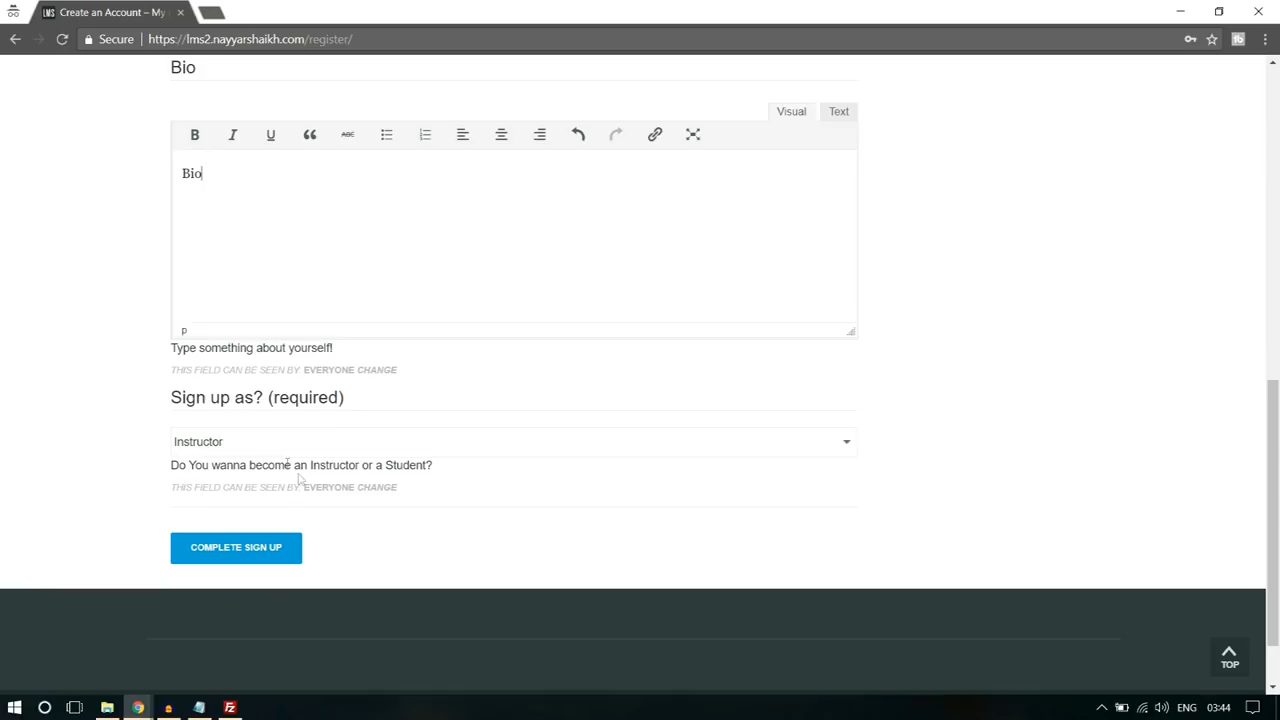 LMS Create an Account – My L
Secure https://lms2.nayyarshaikh.com/register/
Bio
Visual Text
B I U ABC
Bio
p
Type something about yourself!
THIS FIELD CAN BE SEEN BY: EVERYONE CHANGE
Sign up as? (required)
Instructor
Do You wanna become an Instructor or a Student?
THIS FIELD CAN BE SEEN BY: EVERYONE CHANGE
COMPLETE SIGN UP
TOP
ENG 03:44